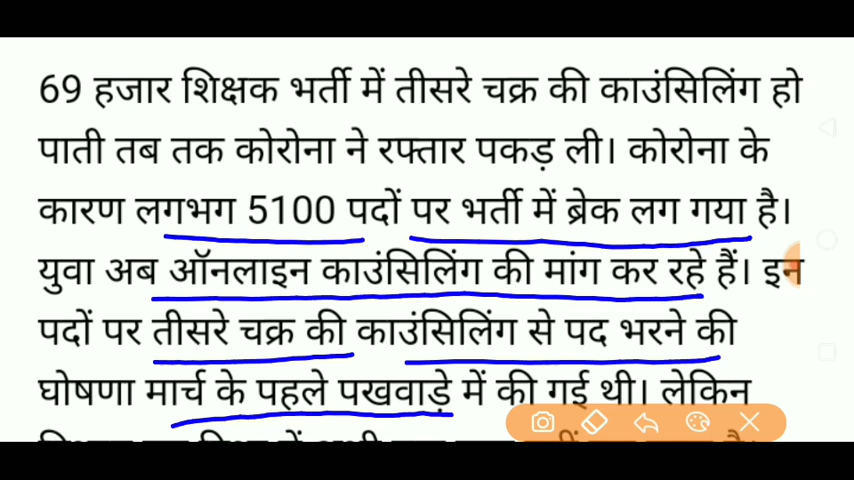 69 हजार शिक्षक भर्ती में तीसरे चक्र की काउंसिलिंग हो
पाती तब तक कोरोना ने रफ्तार पकड़ ली। कोरोना के
कारण लगभग 5100 पदों पर भर्ती में ब्रेक लग गया है।
युवा अब ऑनलाइन काउंसिलिंग की मांग कर रहे हैं। इन
पदों पर तीसरे चक्र की काउंसिलिंग से पद भरने की
घोषणा मार्च के पहले पखवाड़े में की गई थी। लेकिन